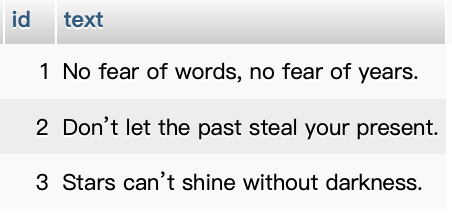 id text
1 No fear of words, no fear of years.
2 Don’t let the past steal your present.
3 Stars can’t shine without darkness.